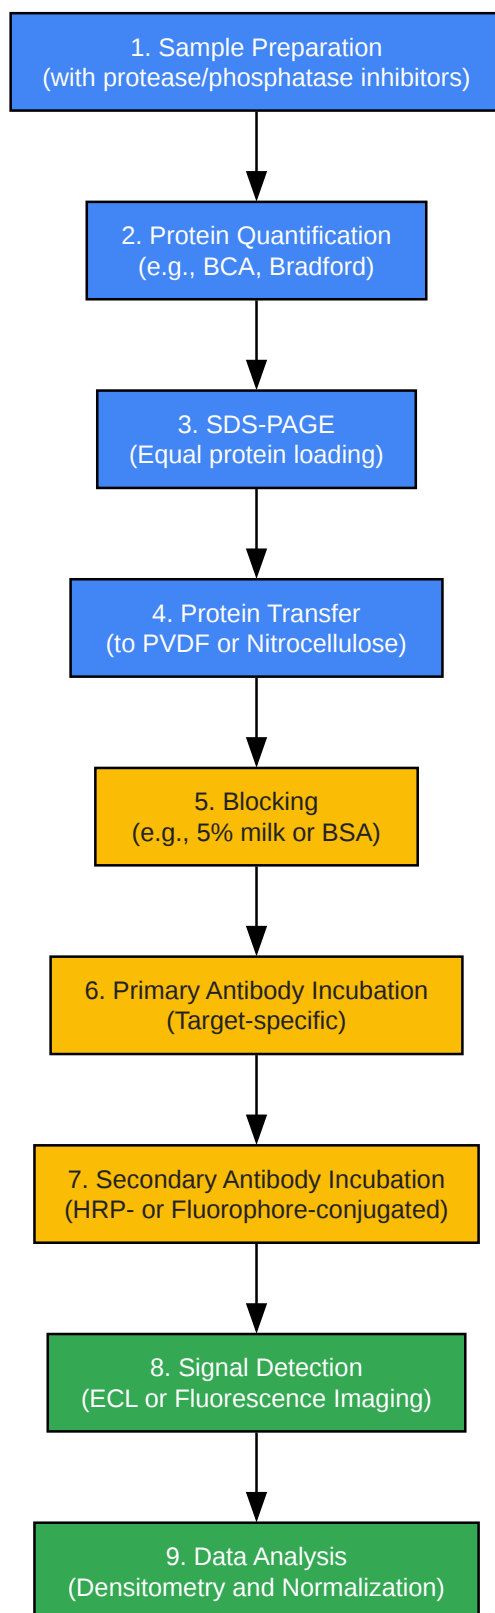 1. Sample Preparation
(with protease/phosphatase inhibitors)
2. Protein Quantification
(e.g., BCA, Bradford)
3. SDS-PAGE
(Equal protein loading)
4. Protein Transfer
(to PVDF or Nitrocellulose)
5. Blocking
(e.g., 5% milk or BSA)
6. Primary Antibody Incubation
(Target-specific)
7. Secondary Antibody Incubation
(HRP- or Fluorophore-conjugated)
8. Signal Detection
(ECL or Fluorescence Imaging)
9. Data Analysis
(Densitometry and Normalization)